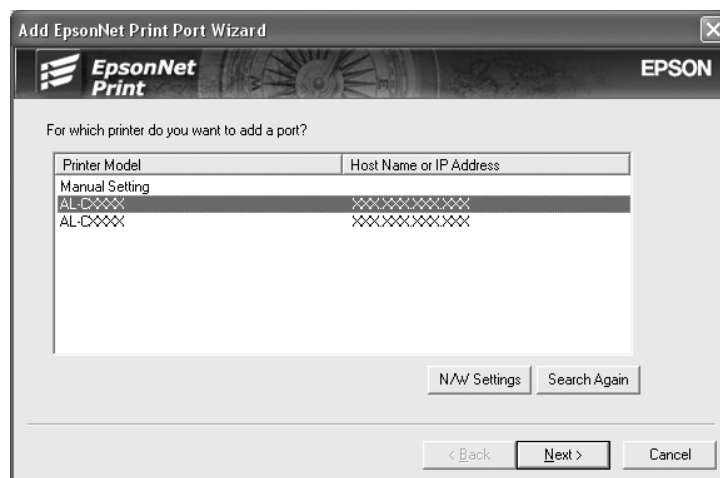 Add EpsonNet Print Port Wizard
EpsonNet
Print
EPSON
For which printer do you want to add a port?
Printer Model Host Name or IP Address
Manual Setting
AL-CXXXX XXX.XXX.XXX.XXX
AL-CXXXX XXX.XXX.XXX.XXX
N/W Settings Search Again
< Back Next > Cancel